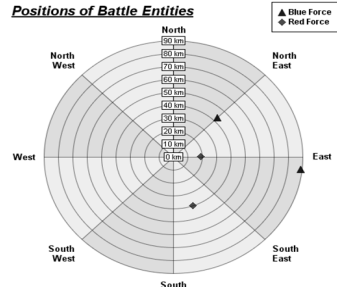 Positions of Battle Entities
Blue Force
Red Force
North
90 km
80 km
70 km
60 km
50 km
40 km
30 km
20 km
10 km
0 km
North
West
North
East
West
East
South
West
South
East
South